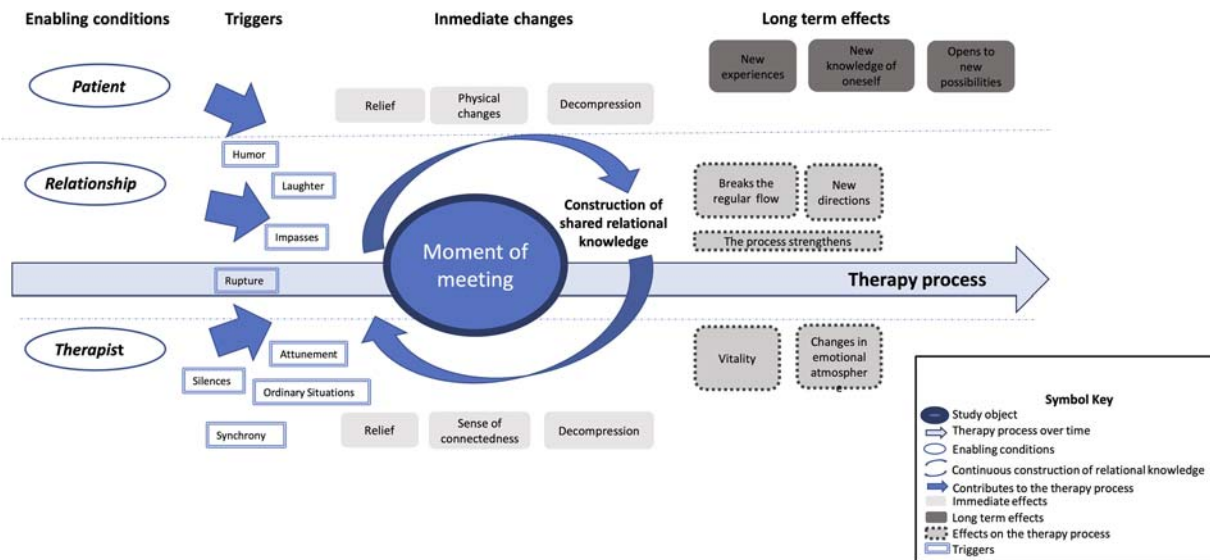 Enabling conditions
Triggers
Inmediate changes
Long term effects
Patient
Relief
Physical
changes
Decompression
New
experiences
New
knowledge of
oneself
Opens to
new
possibilities
Relationship
Humor
Laughter
Impasses
Rupture
Moment of
meeting
Construction of
shared relational
knowledge
Breaks the
regular flow
New
directions
The process strengthens
Therapy process
Therapist
Attunement
Silences
Ordinary Situations
Synchrony
Relief
Sense of
connectedness
Decompression
Vitality
Changes in
emotional
atmospher
e
Symbol Key
Study object
Therapy process over time
Enabling conditions
Continuous construction of relational knowledge
Contributes to the therapy process
Immediate effects
Long term effects
Effects on the therapy process
Triggers